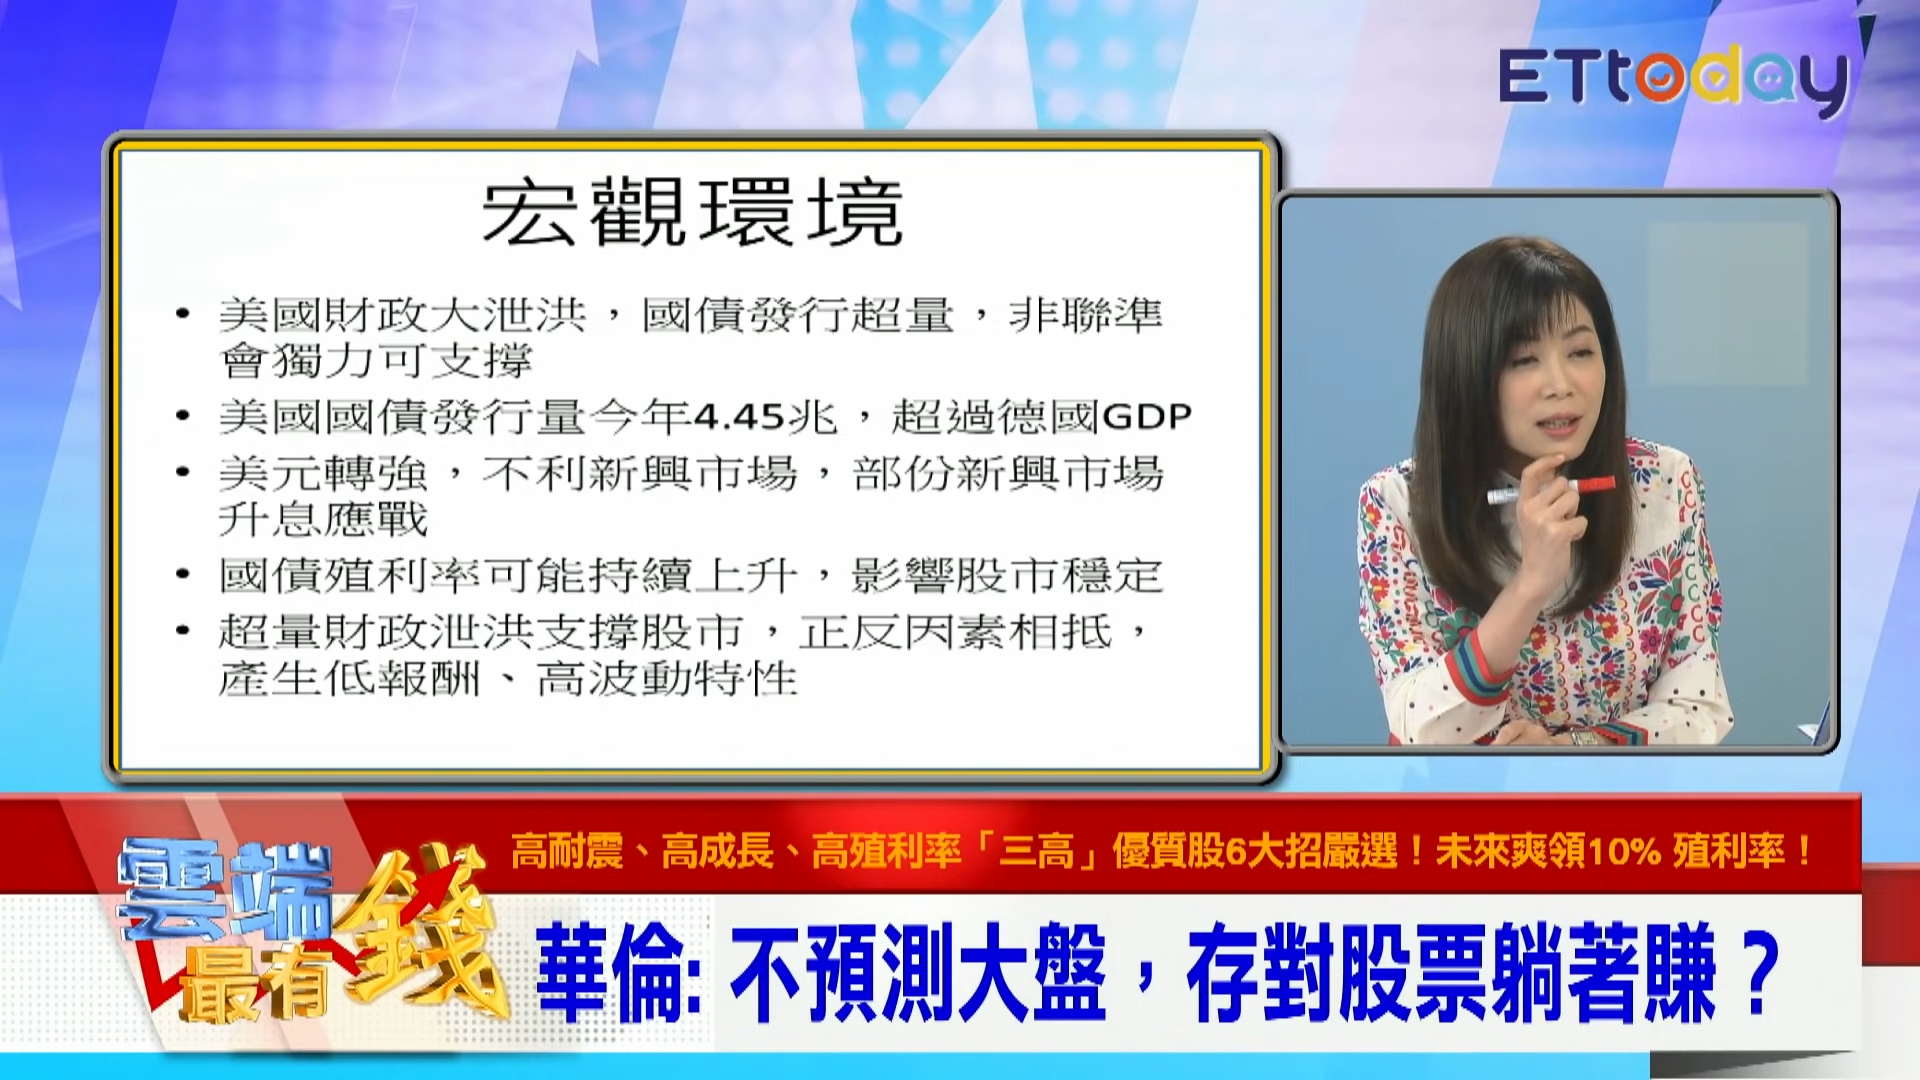 ETtoday
宏觀環境
• 美國財政大泄洪，國債發行超量，非聯準
會獨力可支撐
• 美國國債發行量今年4.45兆，超過德國GDP
• 美元轉強，不利新興市場，部份新興市場
升息應戰
• 國債殖利率可能持續上升，影響股市穩定
• 超量財政泄洪支撐股市，正反因素相抵，
產生低報酬、高波動特性
高耐震、高成長、高殖利率「三高」優質股6大招嚴選！未來爽領10% 殖利率！
雲端
最有錢
華倫: 不預測大盤，存對股票躺著賺？